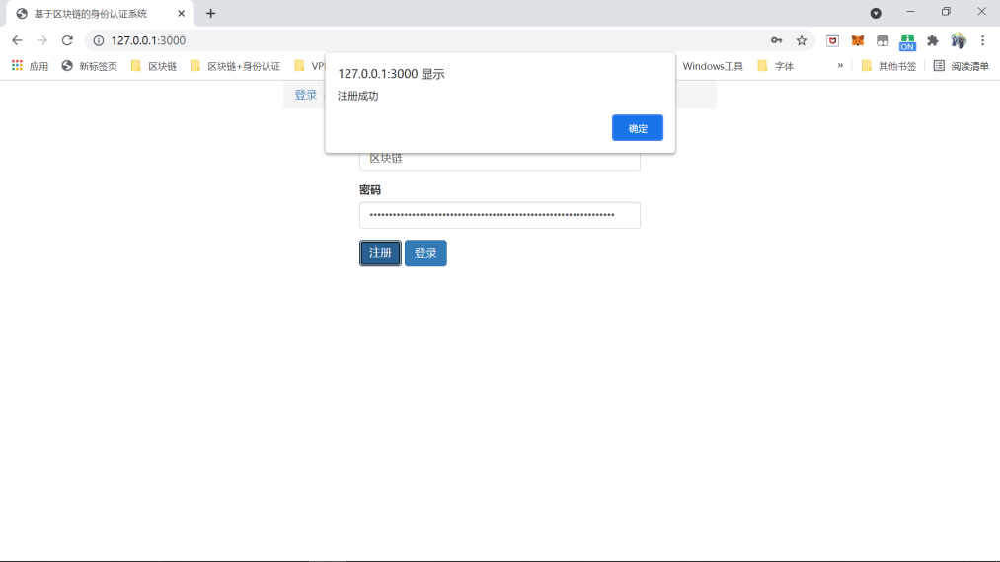 基于区块链的身份认证系统
127.0.0.1:3000
ON
应用 新标签页 区块链 区块链+身份认证 Windows工具 字体 » 其他书签 阅读清单
127.0.0.1:3000 显示
注册成功
确定
登录
区块链
密码
注册 登录